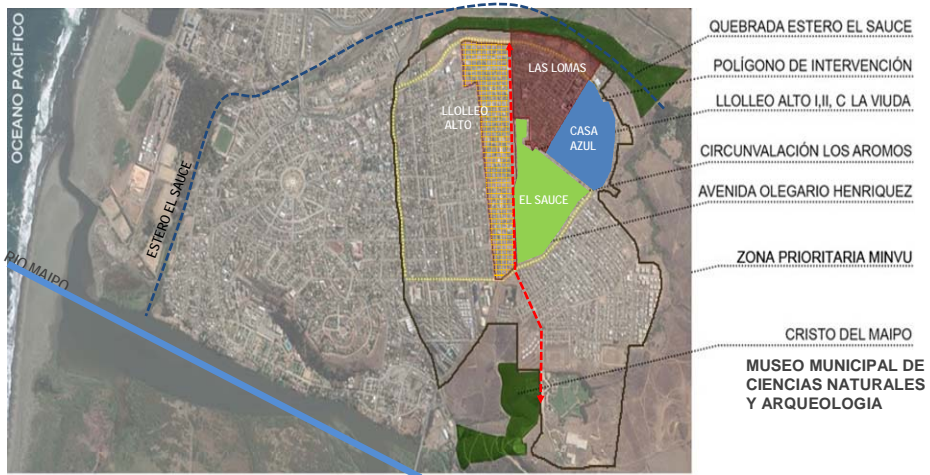 OCEANO PACÍFICO
ESTERO EL SAUCE
RIO MAIPO
LLOLLEO
ALTO
LAS LOMAS
CASA
AZUL
EL SAUCE
QUEBRADA ESTERO EL SAUCE
POLÍGONO DE INTERVENCIÓN
LLOLLEO ALTO I,II, C LA VIUDA
CIRCUNVALACIÓN LOS AROMOS
AVENIDA OLEGARIO HENRIQUEZ
ZONA PRIORITARIA MINVU
CRISTO DEL MAIPO
MUSEO MUNICIPAL DE
CIENCIAS NATURALES
Y ARQUEOLOGIA